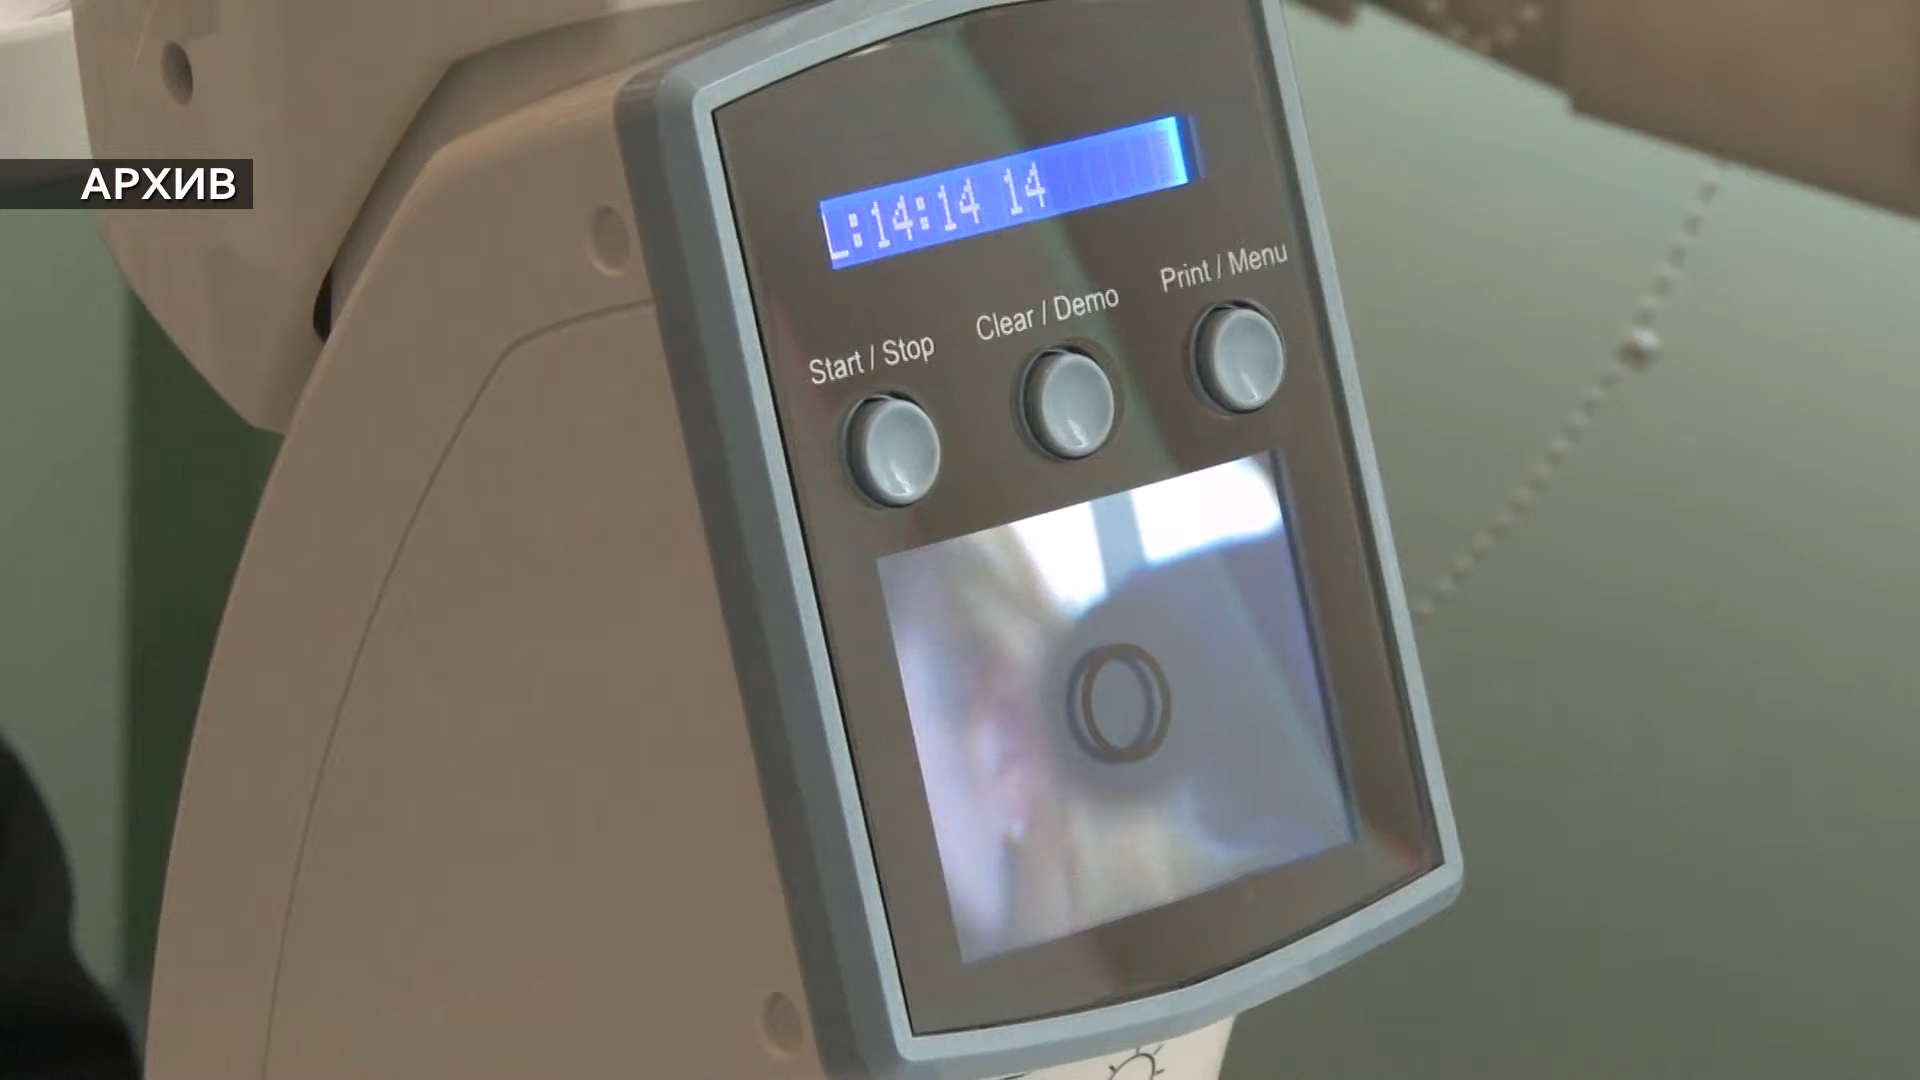 АРХИВ
L:14:14 14
Start / Stop
Clear / Demo
Print / Menu